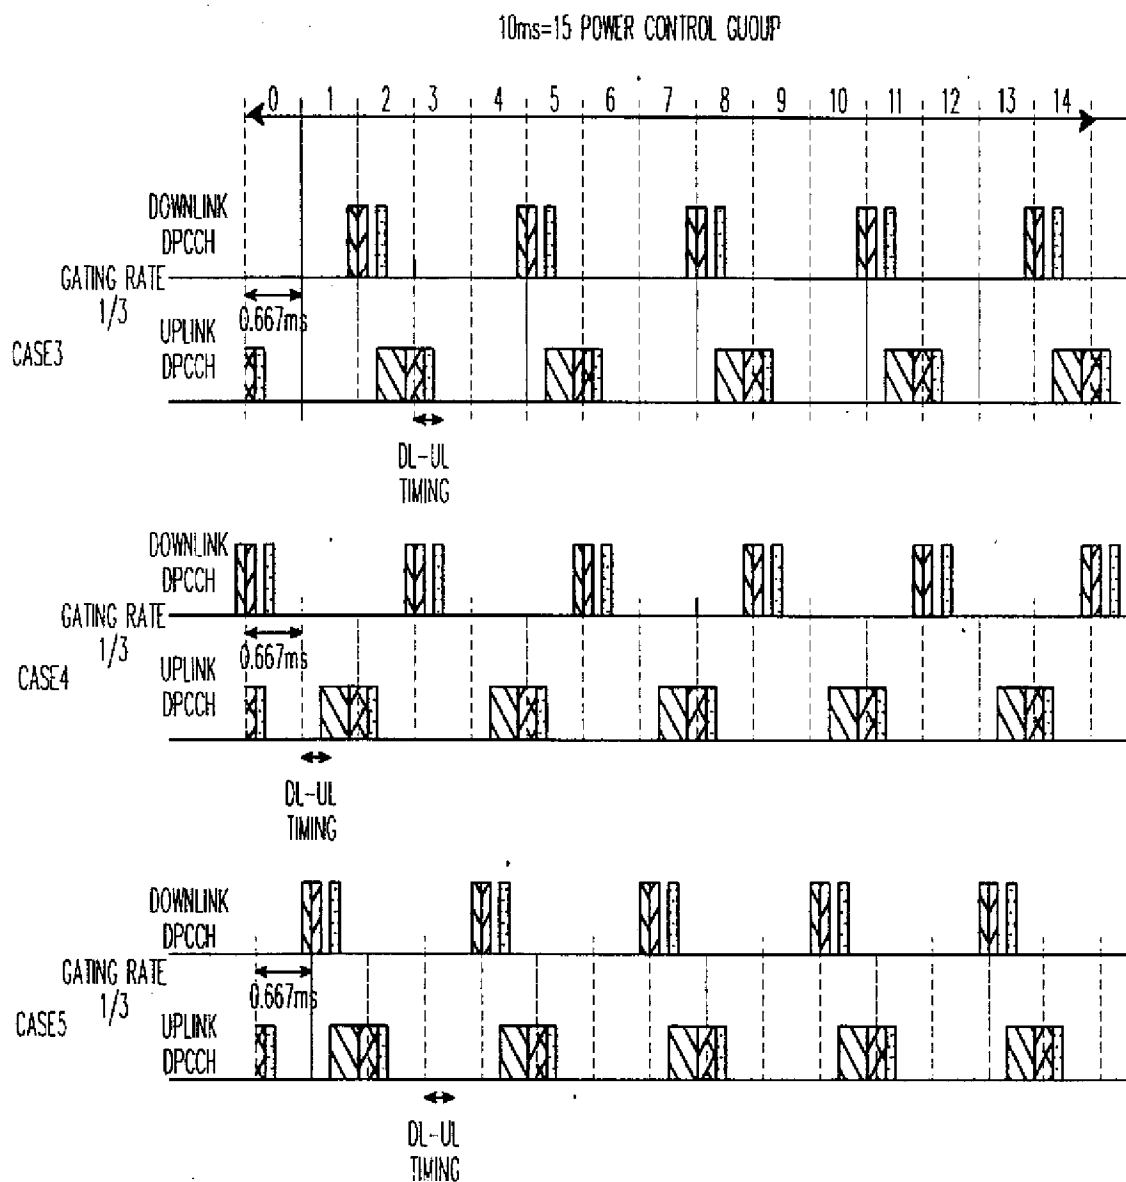 10ms=15 POWER CONTROL GUOUP
0 1 2 3 4 5 6 7 8 9 10 11 12 13 14
DOWNLINK
DPCCH
GATING RATE
1/3
0.667ms
CASE3
UPLINK
DPCCH
DL-UL
TIMING
DOWNLINK
DPCCH
GATING RATE
1/3
0.667ms
CASE4
UPLINK
DPCCH
DL-UL
TIMING
DOWNLINK
DPCCH
GATING RATE
1/3
0.667ms
CASE5
UPLINK
DPCCH
DL-UL
TIMING